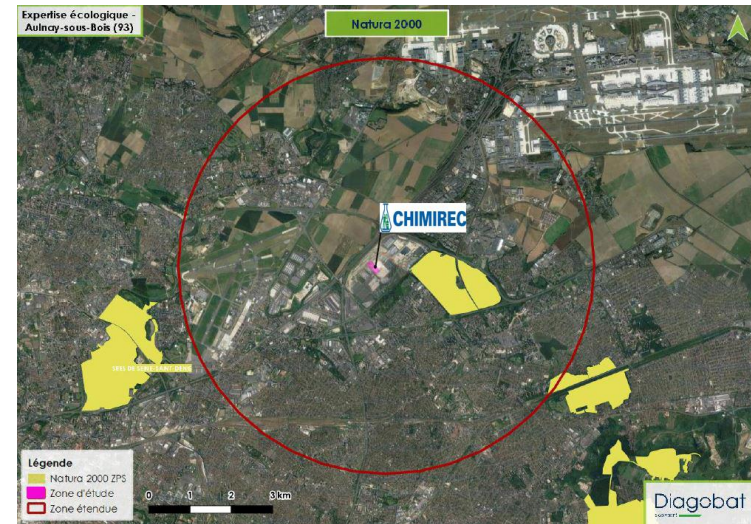 Expertise écologique -
Aulnay-sous-Bois (93)
Natura 2000
CHIMIREC
Légende
Natura 2000 ZPS
Zone d'étude
Zone étendue
0 1 2 3 km
Diagobat